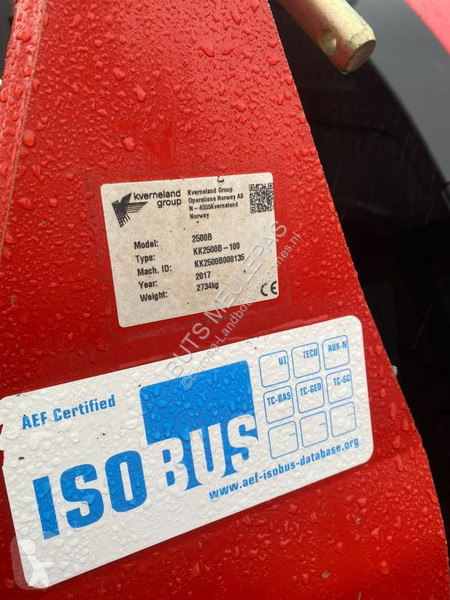 kverneland
group
Kverneland Group
Operations Norway AS
N - 4355Kverneland
Norway
Model: 2500B
Type: KK2500B-100
Mach. ID: KK2500B000135
Year: 2017
Weight: 2734kg
CE
BUTS MEULEPAS
AEF Certified
ISOBUS
UT TECU AUX-N
TC-BAS TC-GEO TC-SC
... ... ...
www.aef-isobus-database.org